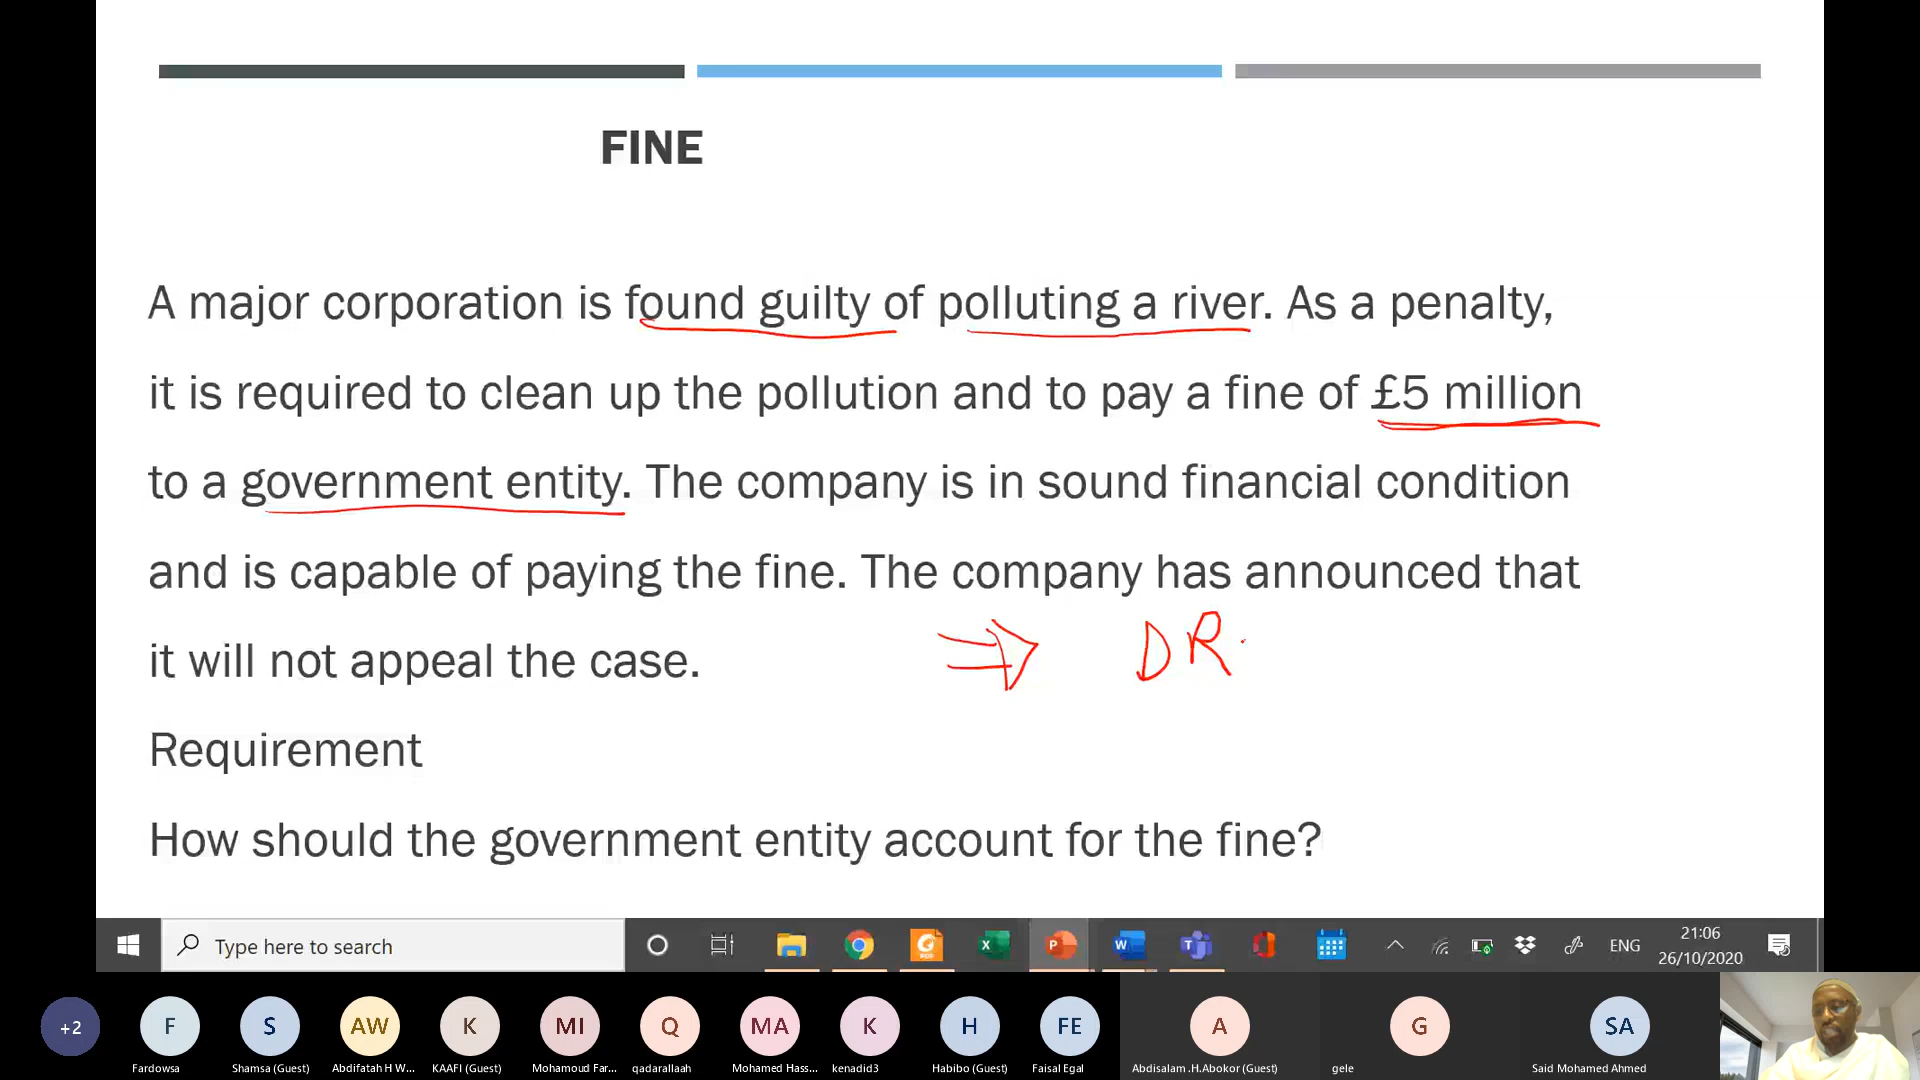 FINE
A major corporation is found guilty of polluting a river. As a penalty,
it is required to clean up the pollution and to pay a fine of £5 million
to a government entity. The company is in sound financial condition
and is capable of paying the fine. The company has announced that
it will not appeal the case.
DR
Requirement
How should the government entity account for the fine?
Type here to search
ENG
21:06
26/10/2020
+2
F
S
AW
K
MI
Q
MA
K
H
FE
A
G
SA
Fardowsa
Shamsa (Guest)
Abdifatah H W...
KAAFI (Guest)
Mohamoud Far...
qadarallaah
Mohamed Hass...
kenadid3
Habibo (Guest)
Faisal Egal
Abdisalam .H.Abokor (Guest)
gele
Said Mohamed Ahmed